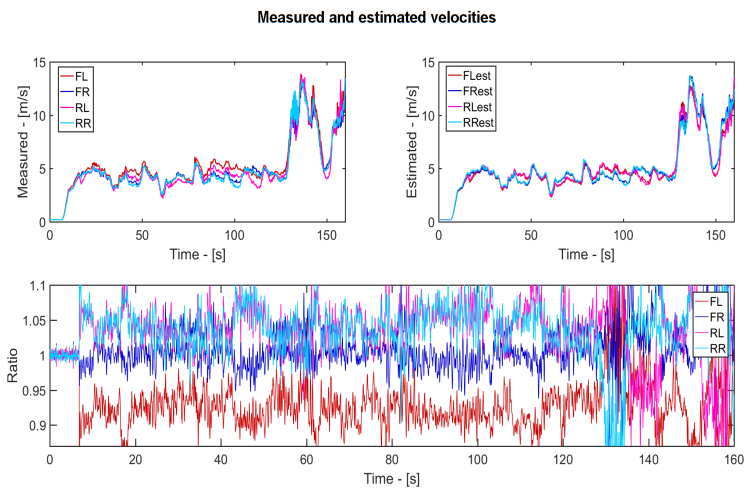 Measured and estimated velocities
Measured - [m/s]
15
10
5
0
FL
FR
RL
RR
0 50 100 150
Time - [s]
Estimated - [m/s]
15
10
5
0
FLest
FRest
RLest
RRest
0 50 100 150
Time - [s]
Ratio
1.1
1.05
1
0.95
0.9
FL
FR
RL
RR
0 20 40 60 80 100 120 140 160
Time - [s]